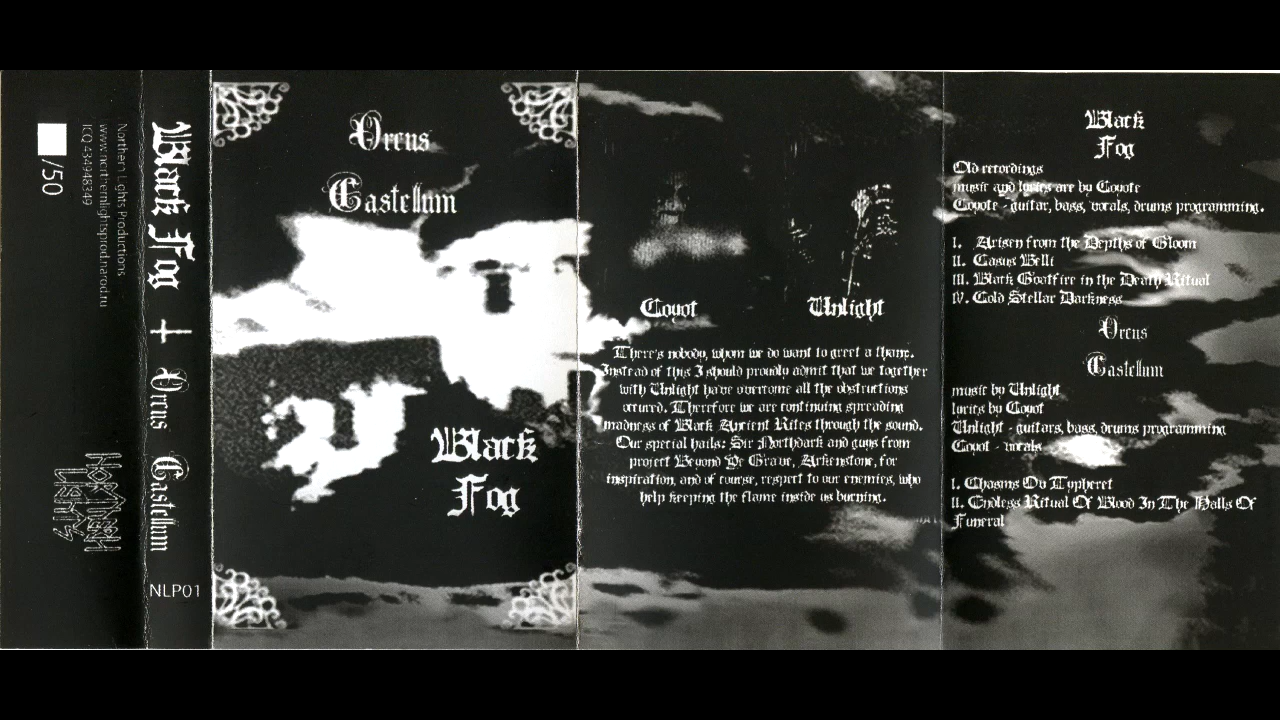 Northern Lights Productions
www.northernlightsprod.narod.ru
ICQ 434948349
/50
Black Fog † Orcus Castellum
NLP01
Orcus
Castellum
Black
Fog
Coyot
Unlight
There's nobody, whom we do want to greet a thanx.
Instead of this I should proudly admit that we together
with Unlight have overcome all the obstructions
occured. Therefore we are continuing spreading
madness of Black Ancient Rites through the sound.
Our special hails: Sir Northdark and guys from
project Beyond Ye Grave, Arkenstone, for
inspiration, and of course, respect to our enemies, who
help keeping the flame inside us burning.
Black
Fog
Old recordings
music and lyrics are by Coyote
Coyote - guitar, bass, vocals, drums programming.
I. Arisen from the Depths of Gloom
II. Casus Belli
III. Black Goatfire in the Death Ritual
IV. Cold Stellar Darkness
Orcus
Castellum
music by Unlight
lyrics by Coyot
Unlight - guitars, bass, drums programming
Coyot - vocals
I. Chasms Ov Typheret
II. Endless Ritual Of Blood In The Halls Of
Funeral